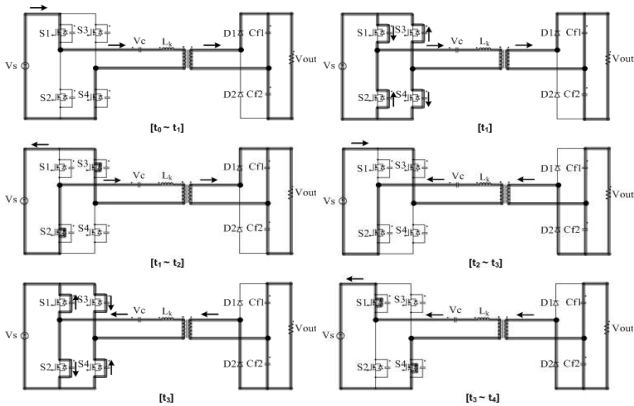 S1 S3 D1 Cf1
Vc Lk
Vs Vout
S2 S4 D2 Cf2
[t0 ~ t1]
S1 S3 D1 Cf1
Vc Lk
Vs Vout
S2 S4 D2 Cf2
[t1]
S1 S3 D1 Cf1
Vc Lk
Vs Vout
S2 S4 D2 Cf2
[t1 ~ t2]
S1 S3 D1 Cf1
Vc Lk
Vs Vout
S2 S4 D2 Cf2
[t2 ~ t3]
S1 S3 D1 Cf1
Vc Lk
Vs Vout
S2 S4 D2 Cf2
[t3]
S1 S3 D1 Cf1
Vc Lk
Vs Vout
S2 S4 D2 Cf2
[t3 ~ t4]